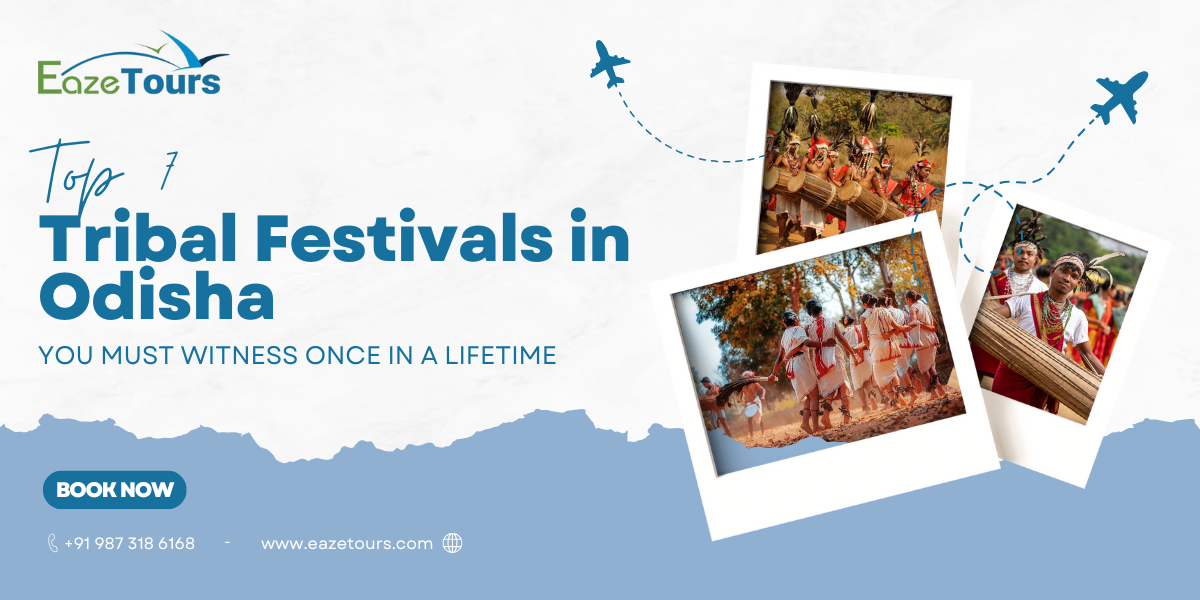 EazeTours
Top 7
Tribal Festivals in
Odisha
YOU MUST WITNESS ONCE IN A LIFETIME
BOOK NOW
+91 987 318 6168 - www.eazetours.com